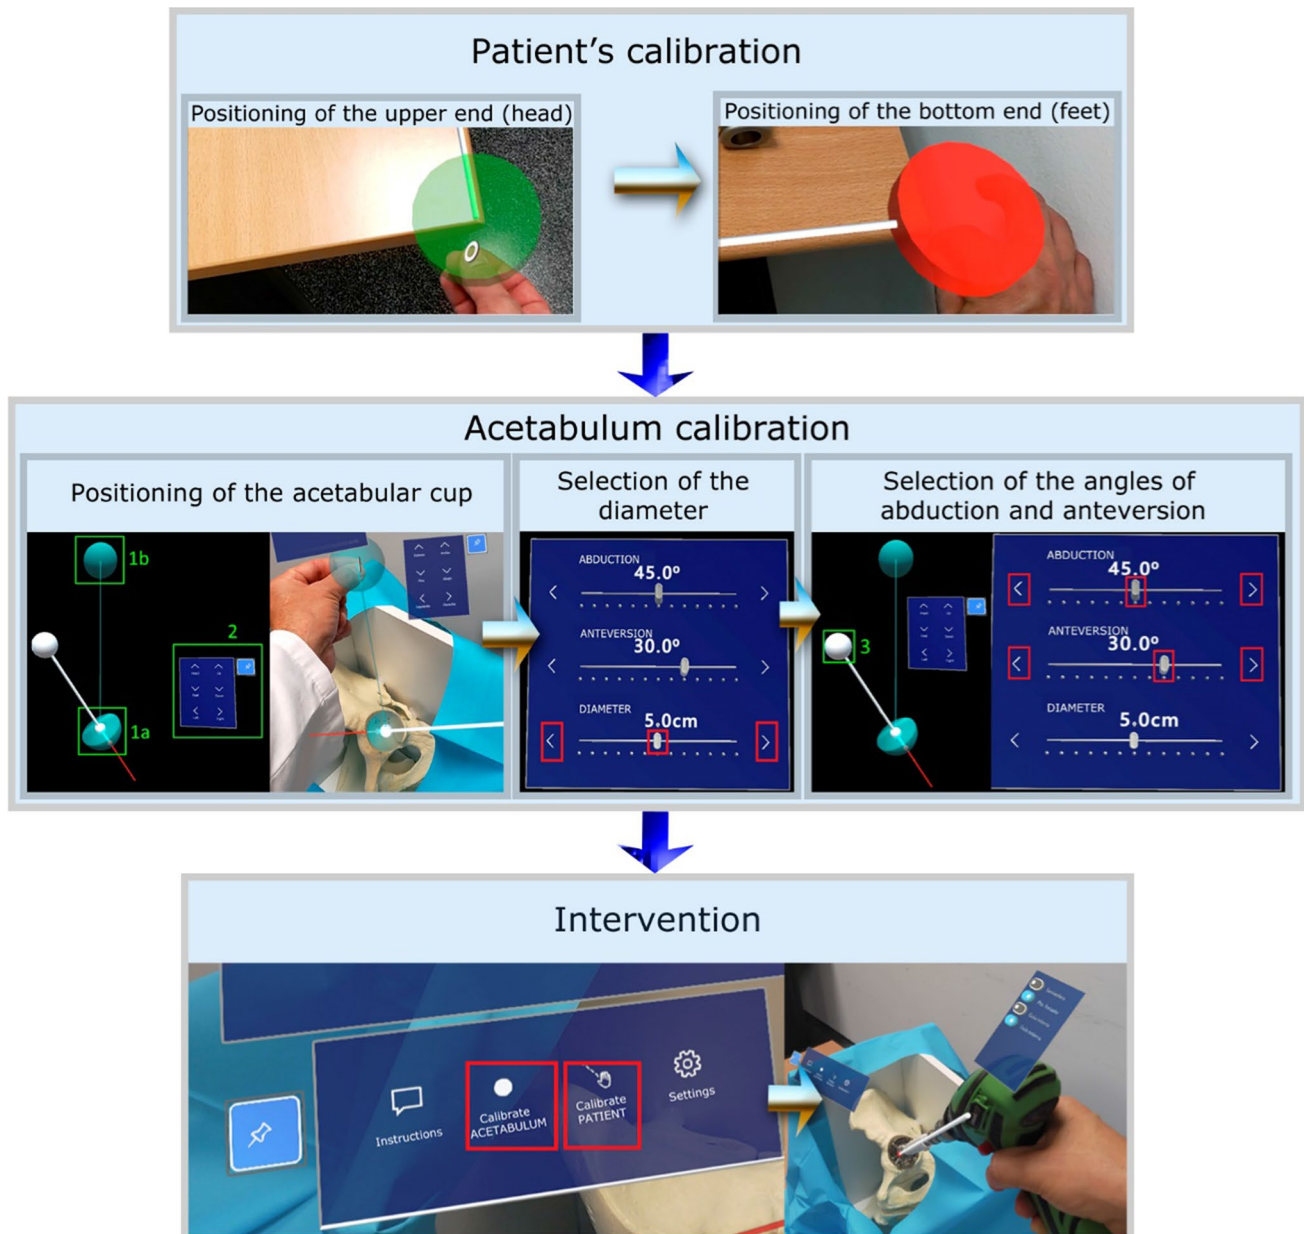 Patient's calibration
Positioning of the upper end (head)
Positioning of the bottom end (feet)
Acetabulum calibration
Positioning of the acetabular cup
Selection of the
diameter
Selection of the angles of
abduction and anteversion
1b
2
1a
ABDUCTION
45.0º
ANTEVERSION
30.0º
DIAMETER
5.0cm
3
ABDUCTION
45.0º
ANTEVERSION
30.0º
DIAMETER
5.0cm
Intervention
Instructions
Calibrate
ACETABULUM
Calibrate
PATIENT
Settings